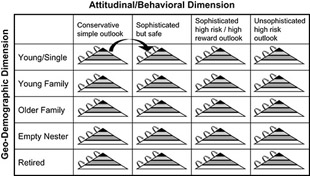 Attitudinal/Behavioral Dimension
Conservative simple outlook
Sophisticated but safe
Sophisticated high risk / high reward outlook
Unsophisticated high risk outlook
Geo-Demographic Dimension
Young/Single
Young Family
Older Family
Empty Nester
Retired